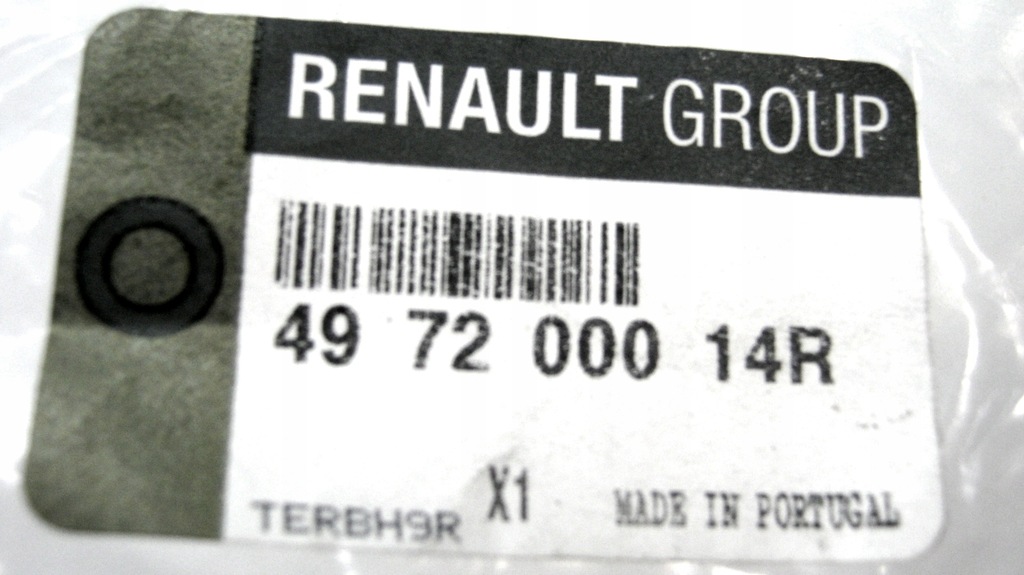 RENAULT GROUP
49 72 000 14R
TERBH9R X1 MADE IN PORTUGAL